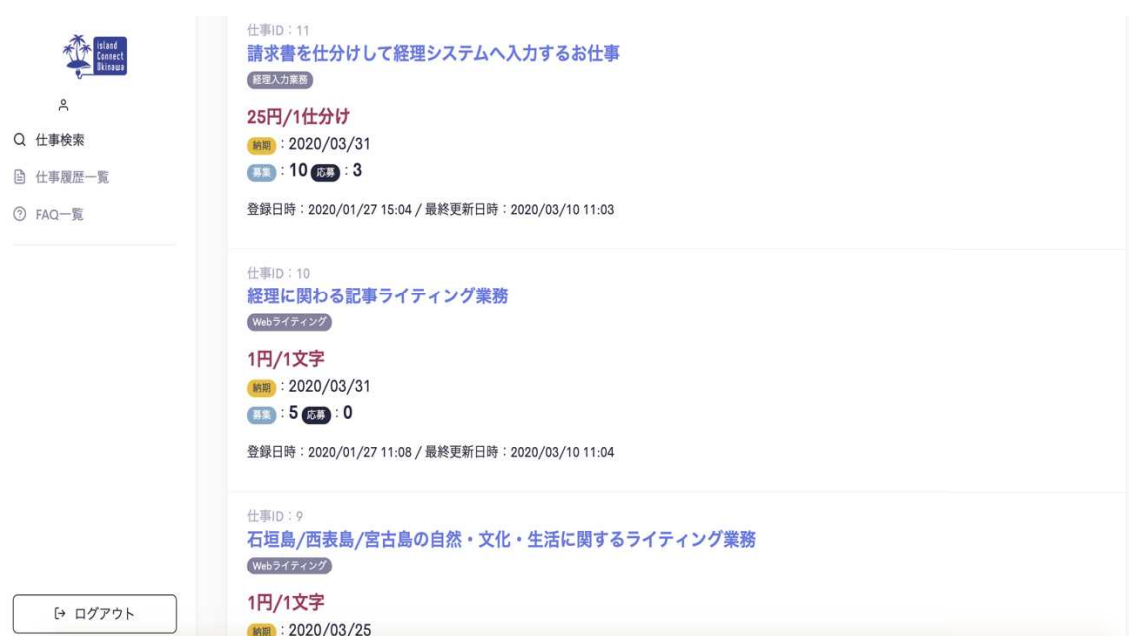 island
Connect
Okinawa
仕事検索
仕事履歴一覧
FAQ一覧
ログアウト
仕事ID：11
請求書を仕分けして経理システムへ入力するお仕事
経理入力業務
25円/1仕分け
納期：2020/03/31
募集：10 応募：3
登録日時：2020/01/27 15:04 / 最終更新日時：2020/03/10 11:03
仕事ID：10
経理に関わる記事ライティング業務
Webライティング
1円/1文字
納期：2020/03/31
募集：5 応募：0
登録日時：2020/01/27 11:08 / 最終更新日時：2020/03/10 11:04
仕事ID：9
石垣島/西表島/宮古島の自然・文化・生活に関するライティング業務
Webライティング
1円/1文字
納期：2020/03/25